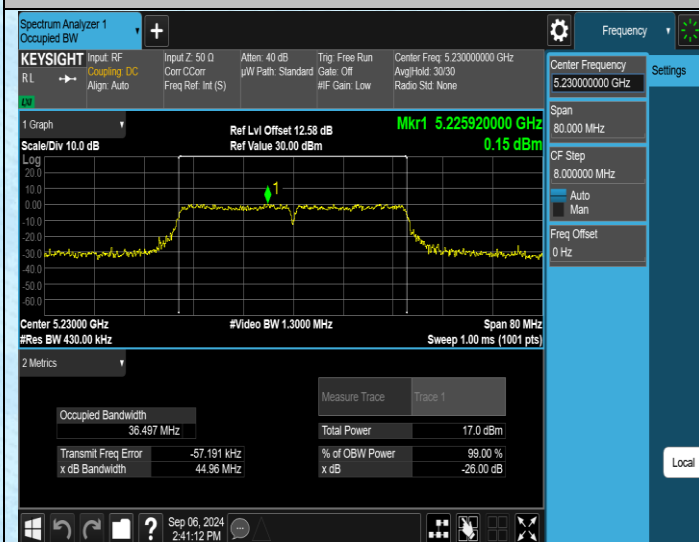 Spectrum Analyzer 1
Occupied BW
+
Frequency
KEYSIGHT
RL
LXI
Input: RF
Coupling: DC
Align: Auto
Input Z: 50 Ω
Corr CCorr
Freq Ref: Int (S)
Atten: 40 dB
µW Path: Standard
Trig: Free Run
Gate: Off
#IF Gain: Low
Center Freq: 5.230000000 GHz
Avg|Hold: 30/30
Radio Std: None
Center Frequency
5.230000000 GHz
Settings
Span
80.000 MHz
CF Step
8.000000 MHz
Auto
Man
Freq Offset
0 Hz
Local
1 Graph
Scale/Div 10.0 dB
Ref Lvl Offset 12.58 dB
Ref Value 30.00 dBm
Mkr1 5.225920000 GHz
0.15 dBm
Log
20.0
10.0
0.00
-10.0
-20.0
-30.0
-40.0
-50.0
-60.0
1
Center 5.23000 GHz
#Res BW 430.00 kHz
#Video BW 1.3000 MHz
Span 80 MHz
Sweep 1.00 ms (1001 pts)
2 Metrics
Measure Trace
Trace 1
Occupied Bandwidth
36.497 MHz
Total Power
17.0 dBm
Transmit Freq Error
-57.191 kHz
% of OBW Power
99.00 %
x dB Bandwidth
44.96 MHz
x dB
-26.00 dB
?
Sep 06, 2024
2:41:12 PM